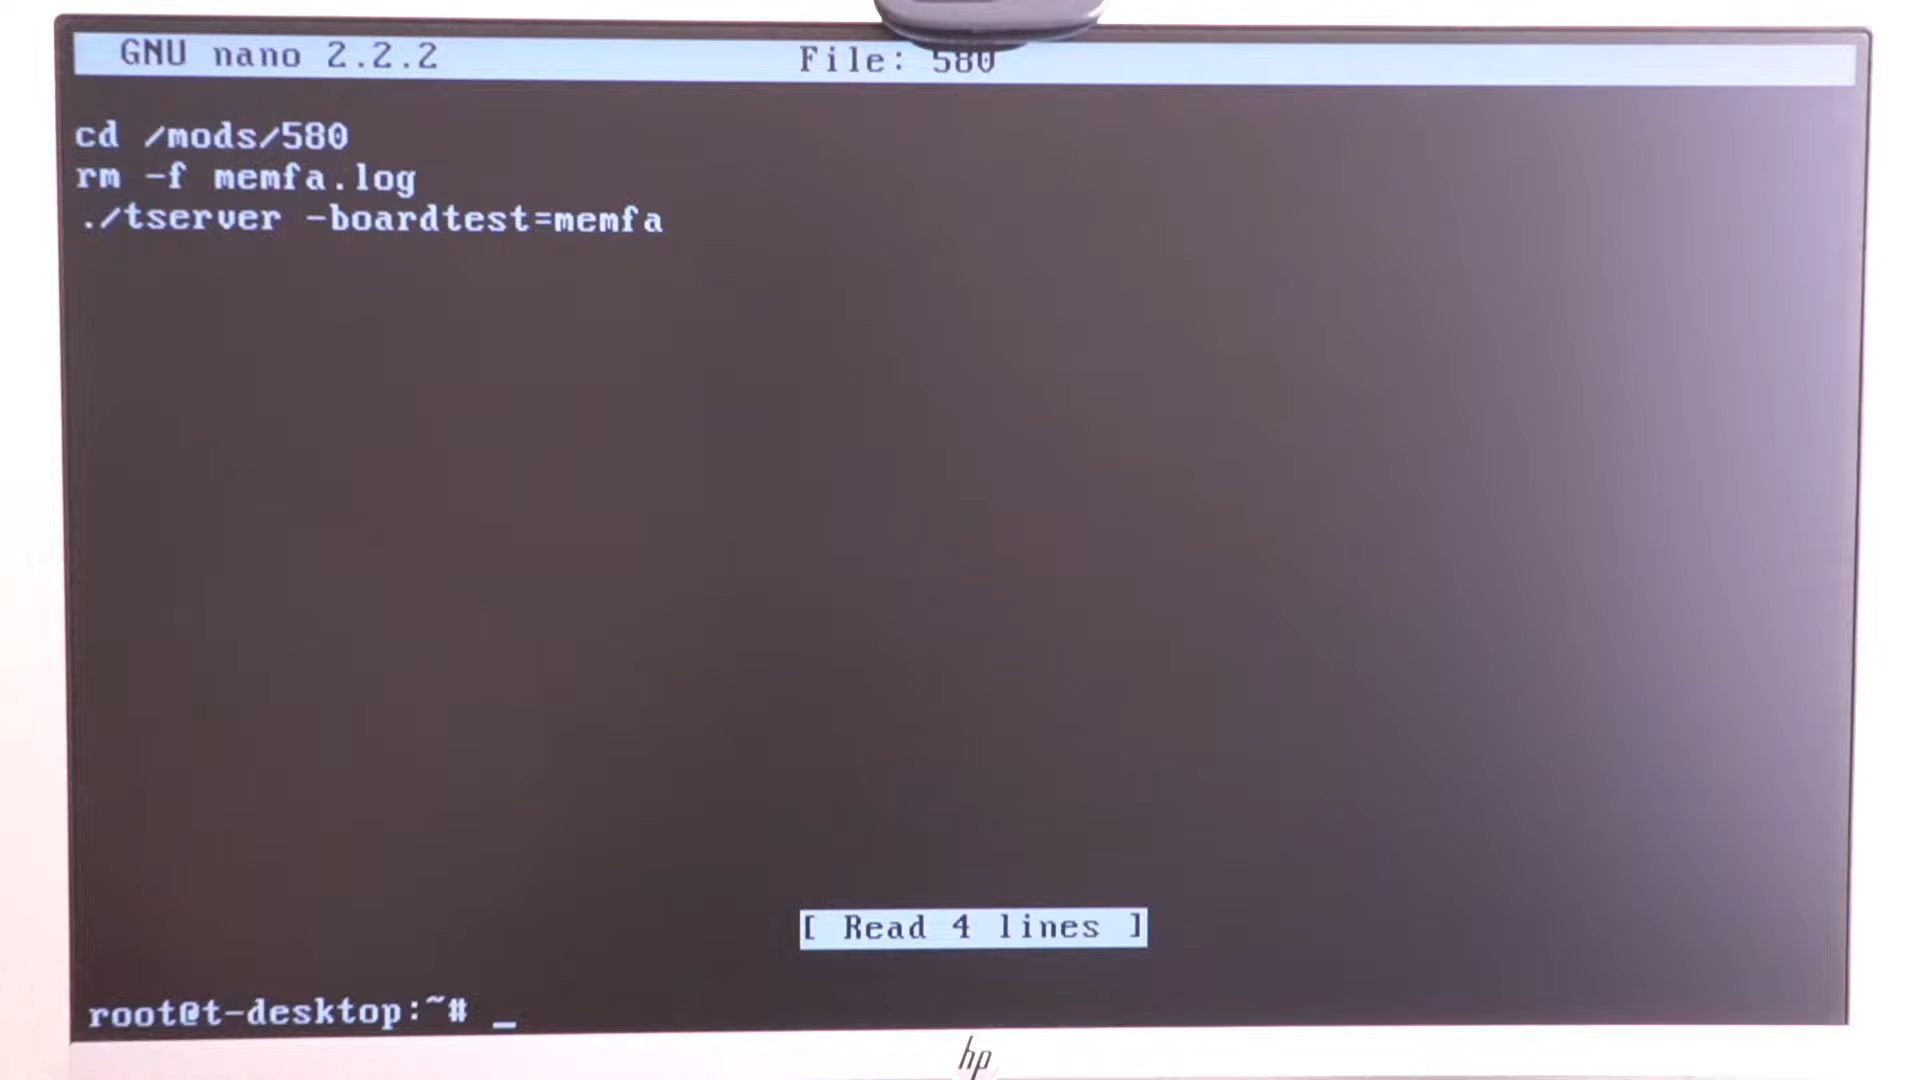 GNU nano 2.2.2 File: 580
cd /mods/580
rm -f memfa.log
./tserver -boardtest=memfa
[ Read 4 lines ]
root@t-desktop:~# _
hp